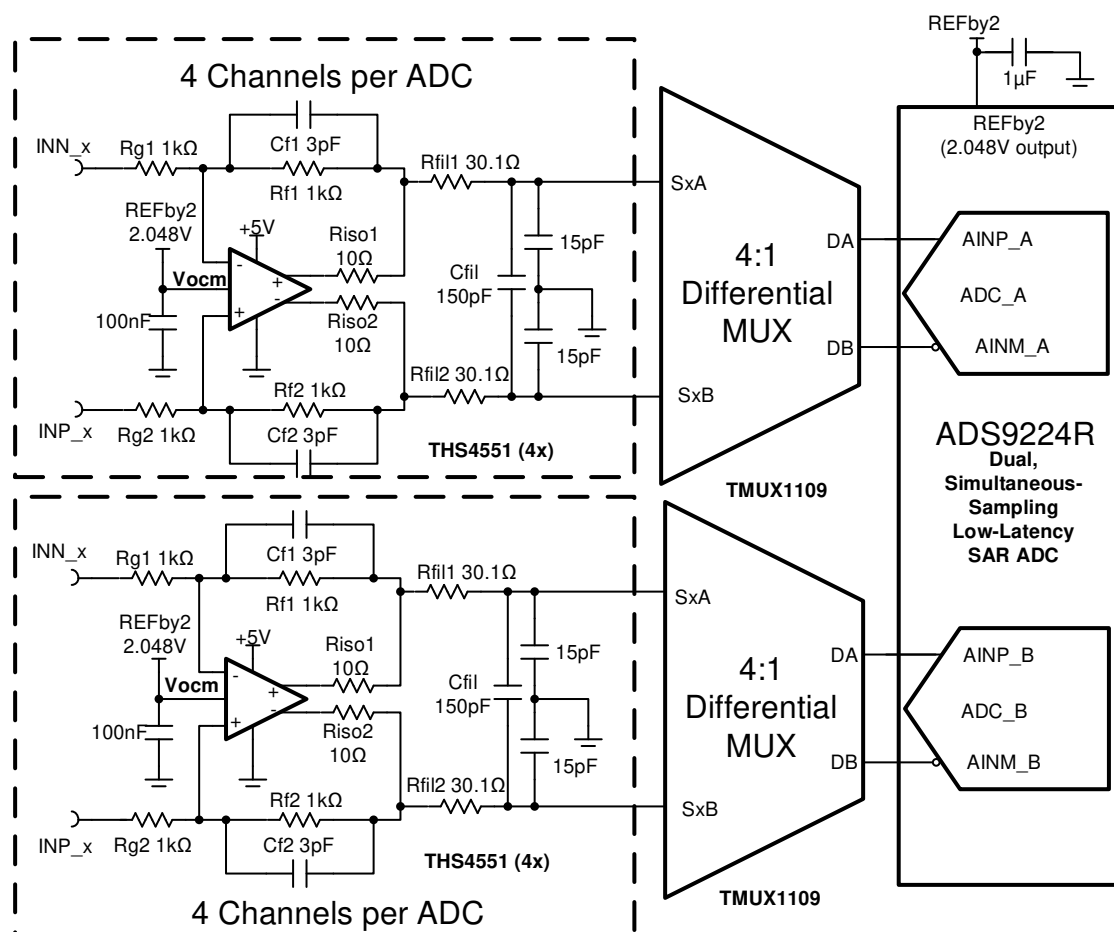 4 Channels per ADC
INN_x
Rg1 1kΩ
Cf1 3pF
Rf1 1kΩ
REFby2
2.048V
+5V
Vocm
100nF
-
+
+
-
Riso1
10Ω
Riso2
10Ω
Rfil1 30.1Ω
Cfil
150pF
15pF
15pF
Rfil2 30.1Ω
Rf2 1kΩ
Cf2 3pF
INP_x
Rg2 1kΩ
THS4551 (4x)
SxA
SxB
4:1
Differential
MUX
DA
DB
TMUX1109
REFby2
1µF
REFby2
(2.048V output)
AINP_A
ADC_A
AINM_A
ADS9224R
Dual,
Simultaneous-
Sampling
Low-Latency
SAR ADC
INN_x
Rg1 1kΩ
Cf1 3pF
Rf1 1kΩ
REFby2
2.048V
+5V
Vocm
100nF
-
+
+
-
Riso1
10Ω
Riso2
10Ω
Rfil1 30.1Ω
Cfil
150pF
15pF
15pF
Rfil2 30.1Ω
Rf2 1kΩ
Cf2 3pF
INP_x
Rg2 1kΩ
THS4551 (4x)
4 Channels per ADC
SxA
SxB
4:1
Differential
MUX
DA
DB
TMUX1109
AINP_B
ADC_B
AINM_B